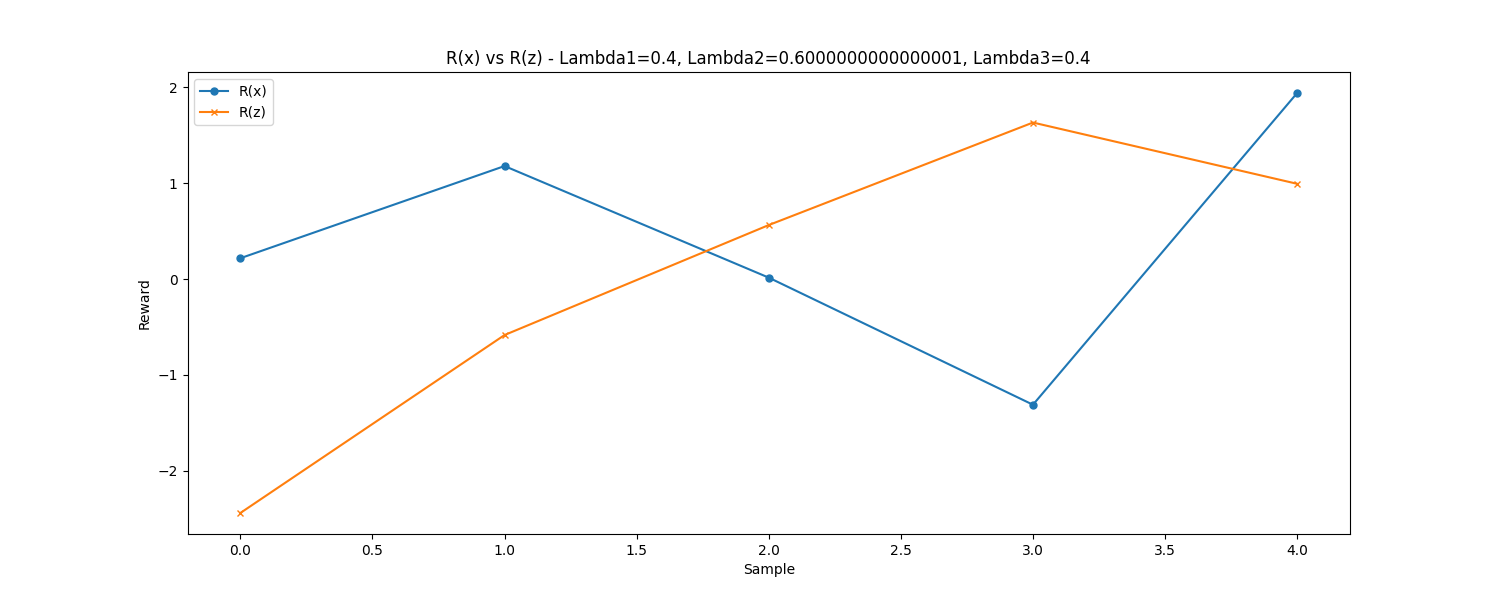 R(x) vs R(z) - Lambda1=0.4, Lambda2=0.6000000000000001, Lambda3=0.4
R(x)
R(z)
2
1
0
−1
−2
Reward
0.0 0.5 1.0 1.5 2.0 2.5 3.0 3.5 4.0
Sample